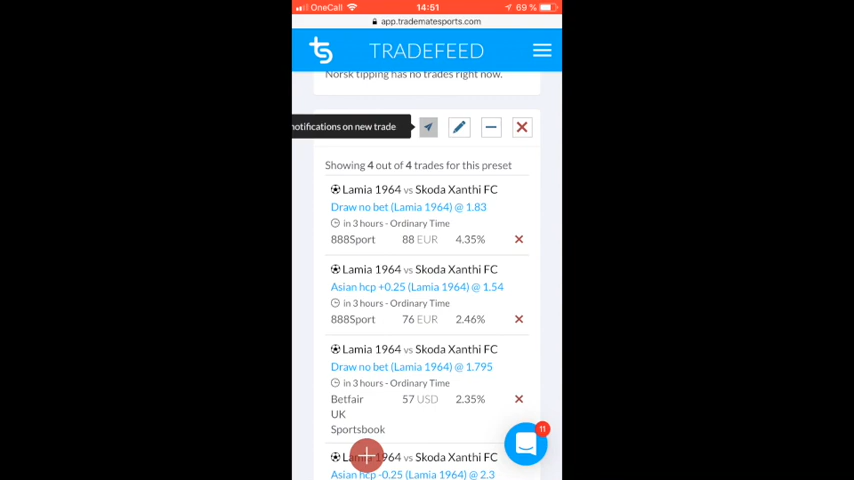 OneCall 14:51 69 %
app.tradematesports.com
ts TRADEFEED
Norsk tipping has no trades right now.
notifications on new trade
Showing 4 out of 4 trades for this preset
Lamia 1964 vs Skoda Xanthi FC
Draw no bet (Lamia 1964) @ 1.83
in 3 hours - Ordinary Time
888Sport 88 EUR 4.35%
Lamia 1964 vs Skoda Xanthi FC
Asian hcp +0.25 (Lamia 1964) @ 1.54
in 3 hours - Ordinary Time
888Sport 76 EUR 2.46%
Lamia 1964 vs Skoda Xanthi FC
Draw no bet (Lamia 1964) @ 1.795
in 3 hours - Ordinary Time
Betfair 57 USD 2.35%
UK
Sportsbook
11
Lamia 1964 vs Skoda Xanthi FC
Asian hcp -0.25 (Lamia 1964) @ 2.3